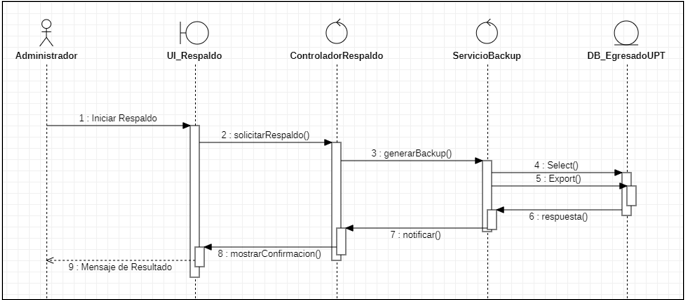 Administrador
UI_Respaldo
ControladorRespaldo
ServicioBackup
DB_EgresadoUPT
1 : Iniciar Respaldo
2 : solicitarRespaldo()
3 : generarBackup()
4 : Select()
5 : Export()
6 : respuesta()
7 : notificar()
8 : mostrarConfirmacion()
9 : Mensaje de Resultado